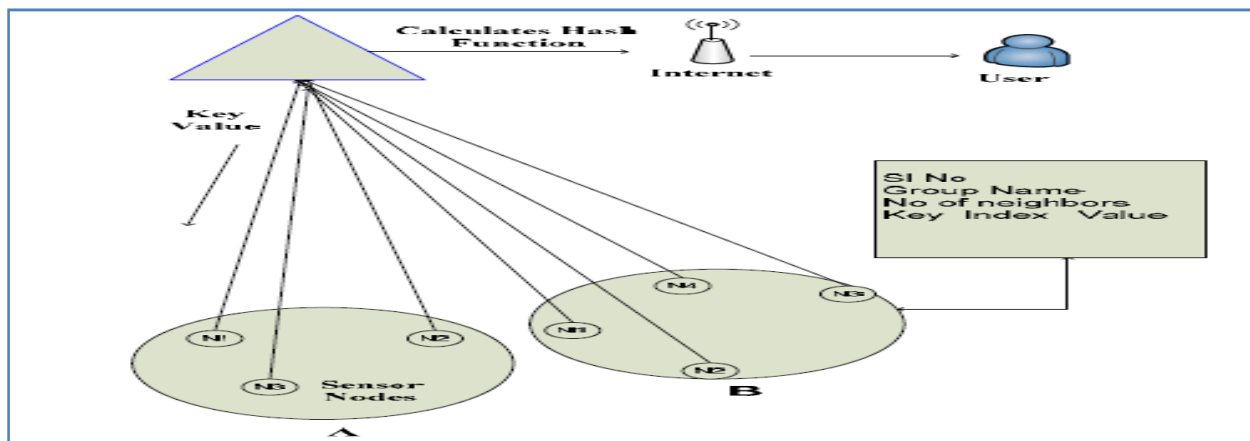 Calculates Hash
Function
Internet
User
Key
Value
Sl No
Group Name
No of neighbors
Key Index Value
N4
N3
N1
N2
N1
N2
N3
Sensor
Nodes
B
A